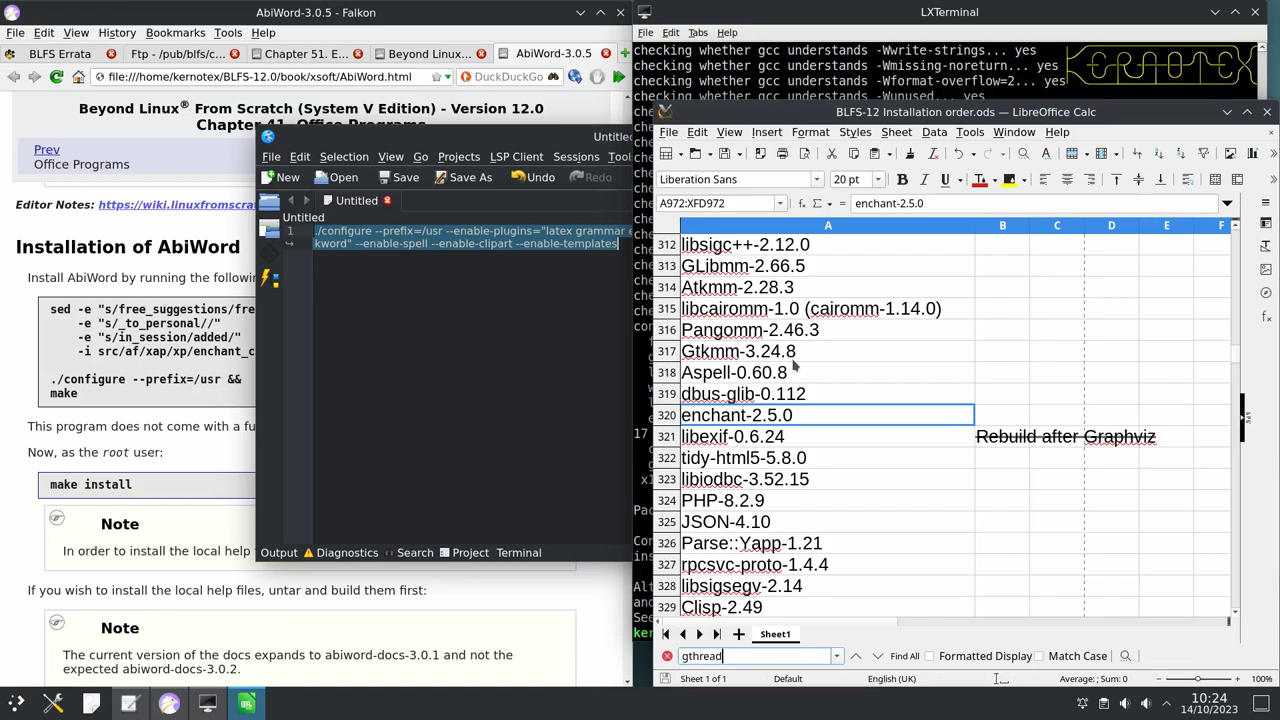 AbiWord-3.0.5 - Falkon
File Edit View History Bookmarks Tools Help
BLFS Errata
Ftp - /pub/blfs/c...
Chapter 51. E...
Beyond Linux...
AbiWord-3.0.5
file:///home/kernotex/BLFS-12.0/book/xsoft/AbiWord.html
DuckDuckGo
Beyond Linux® From Scratch (System V Edition) - Version 12.0
Chapter 41. Office Programs
Prev
Office Programs
Editor Notes: https://wiki.linuxfromscra
Installation of AbiWord
Install AbiWord by running the followin
sed -e "s/free_suggestions/fre
-e "s/_to_personal//"
-e "s/in_session/added/"
-i src/af/xap/xp/enchant_c
./configure --prefix=/usr &&
make
This program does not come with a fu
Now, as the root user:
make install
Note
In order to install the local help
If you wish to install the local help files, untar and build them first:
Note
The current version of the docs expands to abiword-docs-3.0.1 and not the
expected abiword-docs-3.0.2.
Untitle
File Edit Selection View Go Projects LSP Client Sessions Tool
New Open Save Save As Undo Redo
Untitled
Untitled
1 ./configure --prefix=/usr --enable-plugins="latex grammar e
kword" --enable-spell --enable-clipart --enable-templates
Output Diagnostics Search Project Terminal
LXTerminal
File Edit Tabs Help
checking whether gcc understands -Wwrite-strings... yes
checking whether gcc understands -Wmissing-noreturn... yes
checking whether gcc understands -Wformat-overflow=2... yes
checking whether gcc understands -Wunused... yes
KERNOTEX
BLFS-12 Installation order.ods — LibreOffice Calc
File Edit View Insert Format Styles Sheet Data Tools Window Help
Liberation Sans
20 pt
A972:XFD972
enchant-2.5.0
A B C D E F
312 libsigc++-2.12.0
313 GLibmm-2.66.5
314 Atkmm-2.28.3
315 libcairomm-1.0 (cairomm-1.14.0)
316 Pangomm-2.46.3
317 Gtkmm-3.24.8
318 Aspell-0.60.8
319 dbus-glib-0.112
320 enchant-2.5.0
321 libexif-0.6.24 Rebuild after Graphviz
322 tidy-html5-5.8.0
323 libiodbc-3.52.15
324 PHP-8.2.9
325 JSON-4.10
326 Parse::Yapp-1.21
327 rpcsvc-proto-1.4.4
328 libsigsegv-2.14
329 Clisp-2.49
Sheet1
gthread
Find All Formatted Display Match Case
Sheet 1 of 1 Default English (UK) Average: ; Sum: 0 100%
10:24
14/10/2023